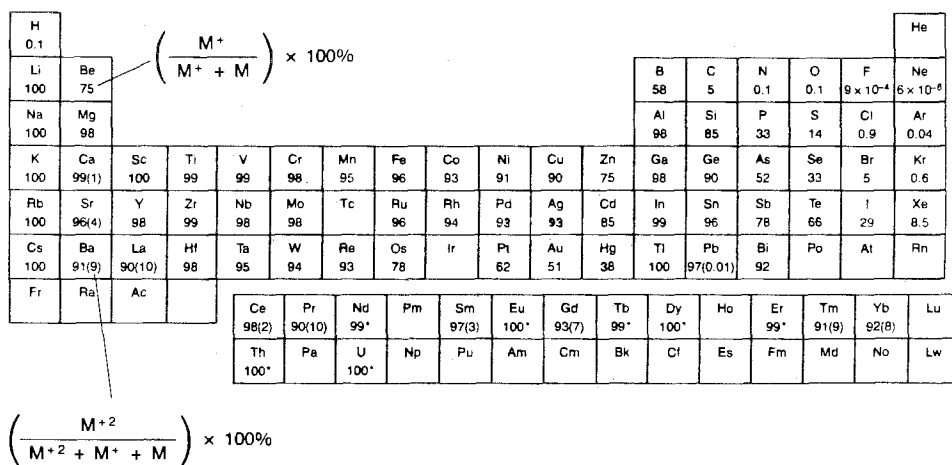 H He
0.1
( M⁺ / M⁺ + M ) × 100%
Li Be B C N O F Ne
100 75 58 5 0.1 0.1 9 × 10⁻⁴ 6 × 10⁻⁶
Na Mg Al Si P S Cl Ar
100 98 98 85 33 14 0.9 0.04
K Ca Sc Ti V Cr Mn Fe Co Ni Cu Zn Ga Ge As Se Br Kr
100 99(1) 100 99 99 98 95 96 93 91 90 75 98 90 52 33 5 0.6
Rb Sr Y Zr Nb Mo Tc Ru Rh Pd Ag Cd In Sn Sb Te I Xe
100 96(4) 98 99 98 98 96 94 93 93 85 99 96 78 66 29 8.5
Cs Ba La Hf Ta W Re Os Ir Pt Au Hg Tl Pb Bi Po At Rn
100 91(9) 90(10) 98 95 94 93 78 62 51 38 100 97(0.01) 92
Fr Ra Ac
Ce Pr Nd Pm Sm Eu Gd Tb Dy Ho Er Tm Yb Lu
98(2) 90(10) 99* 97(3) 100* 93(7) 99* 100* 99* 91(9) 92(8)
Th Pa U Np Pu Am Cm Bk Cf Es Fm Md No Lw
100* 100*
( M⁺² / M⁺² + M⁺ + M ) × 100%